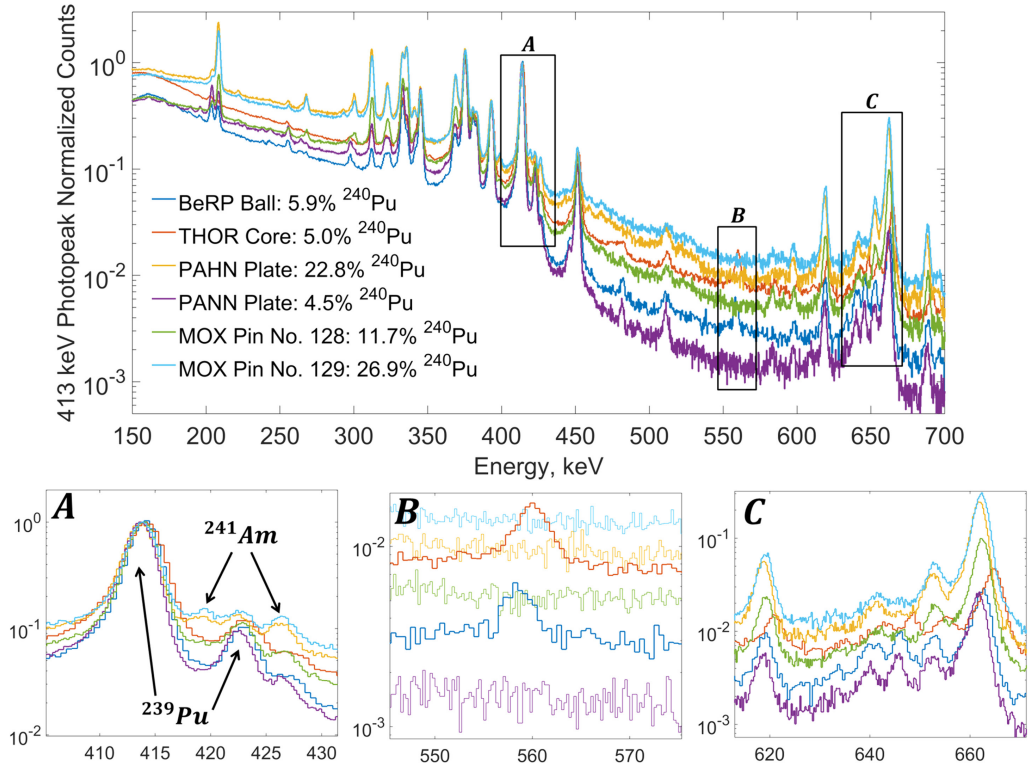 413 keV Photopeak Normalized Counts
10⁰
10⁻¹
10⁻²
10⁻³
A
B
C
BeRP Ball: 5.9% ²⁴⁰Pu
THOR Core: 5.0% ²⁴⁰Pu
PAHN Plate: 22.8% ²⁴⁰Pu
PANN Plate: 4.5% ²⁴⁰Pu
MOX Pin No. 128: 11.7% ²⁴⁰Pu
MOX Pin No. 129: 26.9% ²⁴⁰Pu
150 200 250 300 350 400 450 500 550 600 650 700
Energy, keV
A
²⁴¹Am
²³⁹Pu
10⁰
10⁻¹
10⁻²
410 415 420 425 430
B
10⁻²
10⁻³
550 560 570
C
10⁻¹
10⁻²
10⁻³
620 640 660